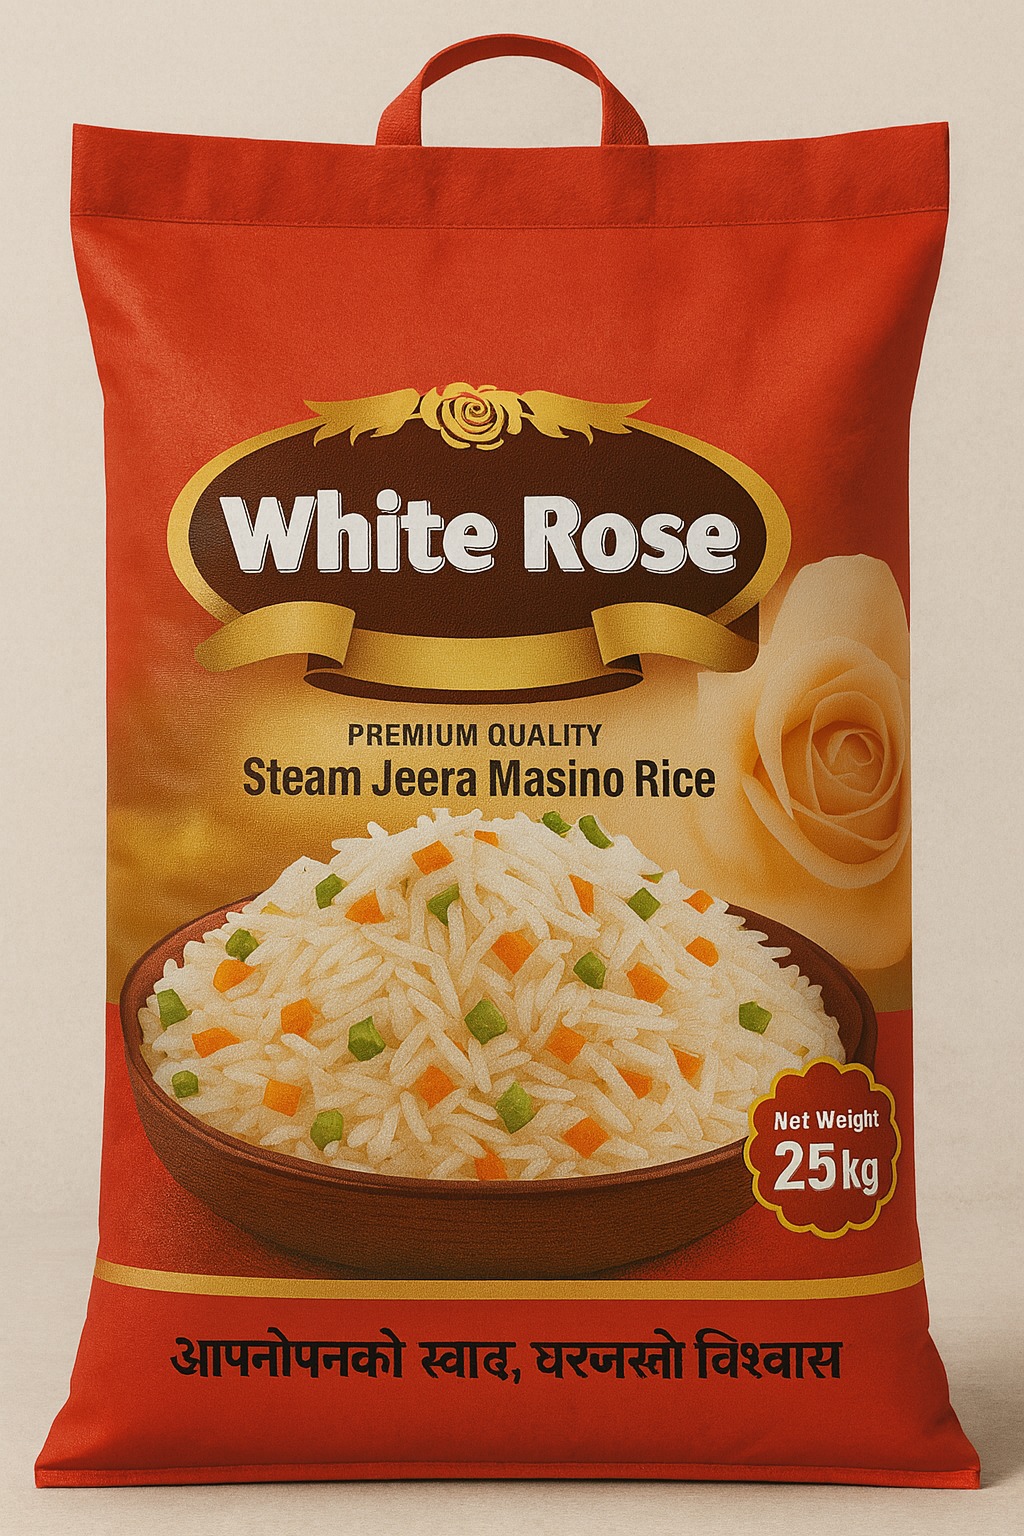 White Rose
PREMIUM QUALITY
Steam Jeera Masino Rice
Net Weight
25kg
आपनोपनको स्वाद, घरजस्तो विश्वास